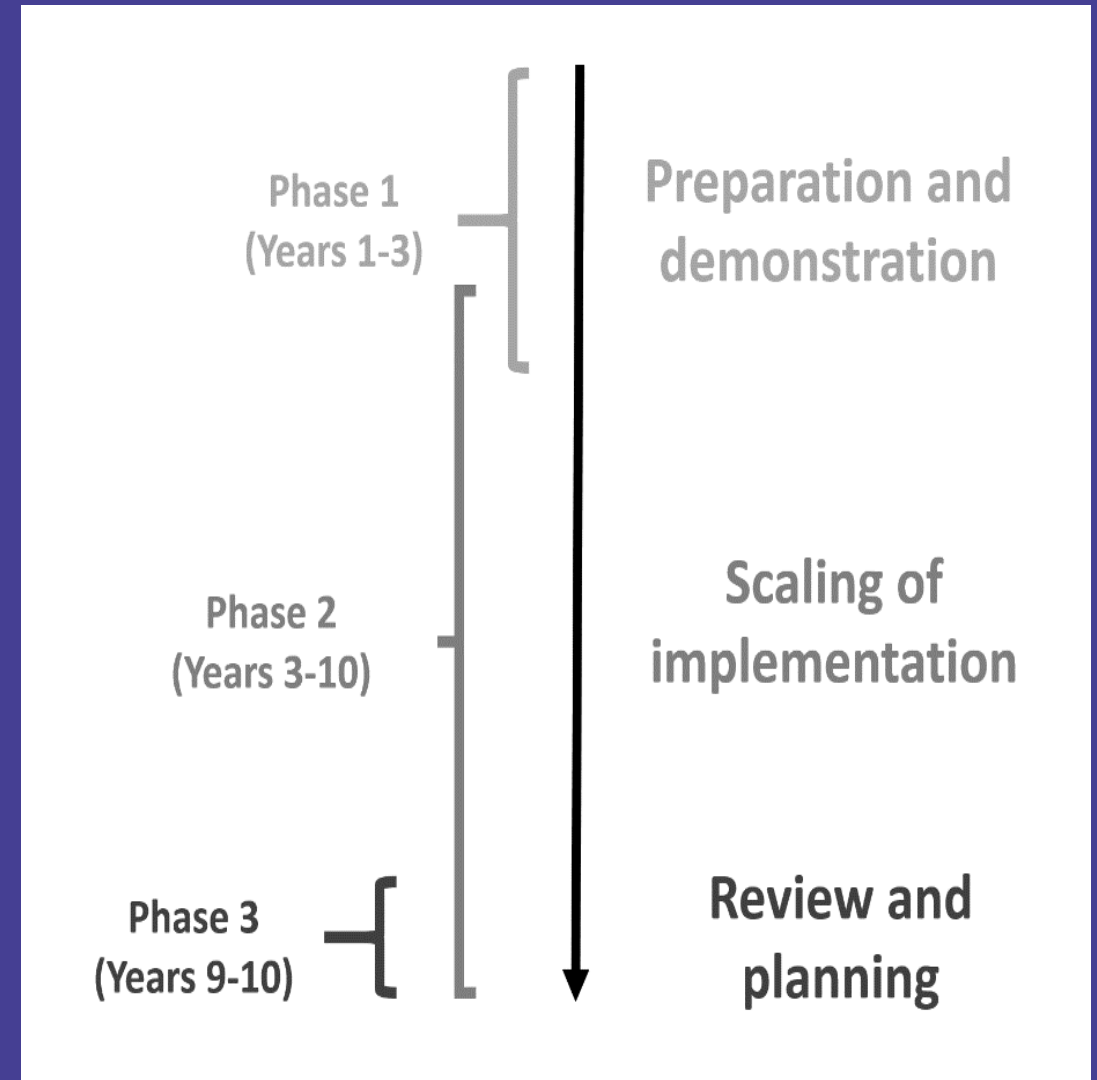 Phase 1
(Years 1-3)
Preparation and
demonstration
Phase 2
(Years 3-10)
Scaling of
implementation
Phase 3
(Years 9-10)
Review and
planning